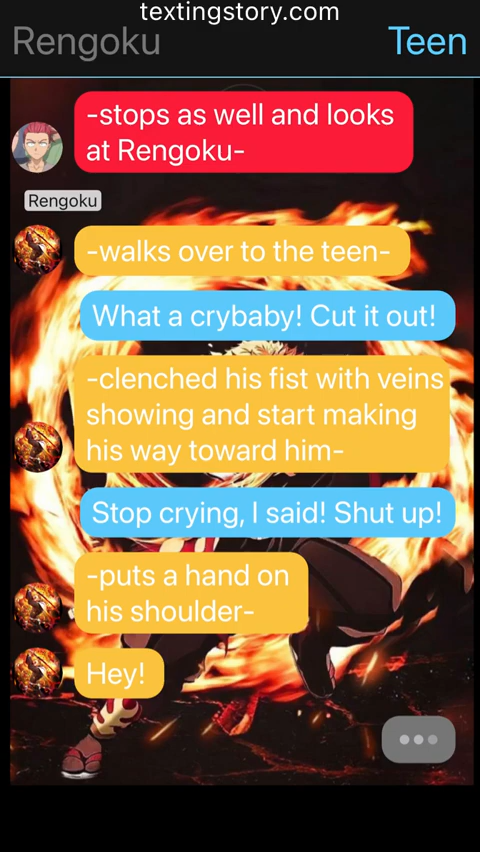 textingstory.com
Rengoku
Teen
-stops as well and looks
at Rengoku-
Rengoku
-walks over to the teen-
What a crybaby! Cut it out!
-clenched his fist with veins
showing and start making
his way toward him-
Stop crying, I said! Shut up!
-puts a hand on
his shoulder-
Hey!